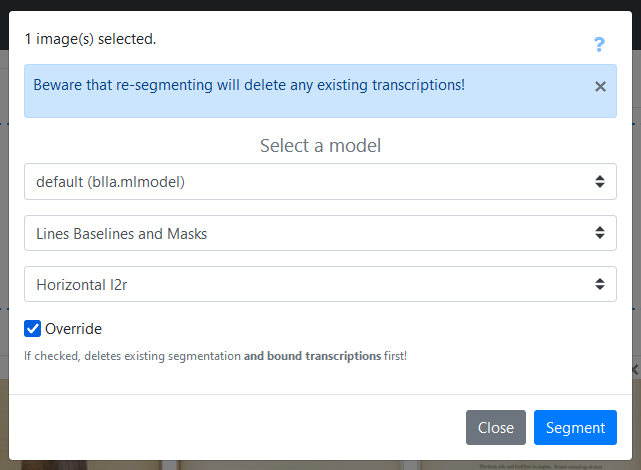 1 image(s) selected.
?
Beware that re-segmenting will delete any existing transcriptions!
×
Select a model
default (blla.mlmodel)
Lines Baselines and Masks
Horizontal l2r
Override
If checked, deletes existing segmentation and bound transcriptions first!
Close
Segment